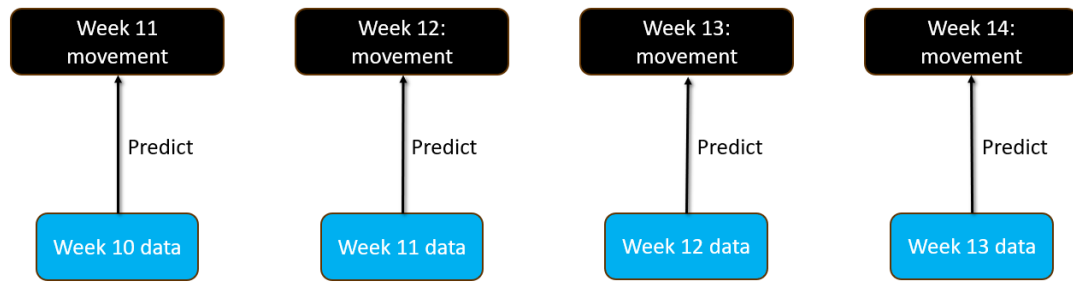 Week 11
movement
Week 12:
movement
Week 13:
movement
Week 14:
movement
Predict
Predict
Predict
Predict
Week 10 data
Week 11 data
Week 12 data
Week 13 data